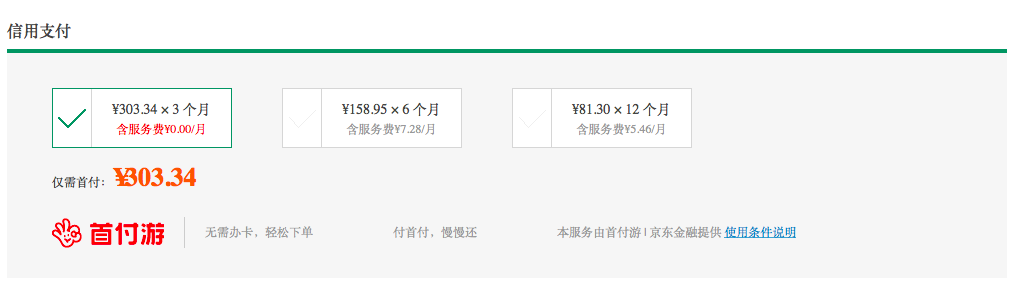 信用支付
¥303.34 × 3 个月
含服务费¥0.00/月
¥158.95 × 6 个月
含服务费¥7.28/月
¥81.30 × 12 个月
含服务费¥5.46/月
仅需首付：¥303.34
首付游 无需办卡，轻松下单 付首付，慢慢还 本服务由首付游 | 京东金融提供 使用条件说明